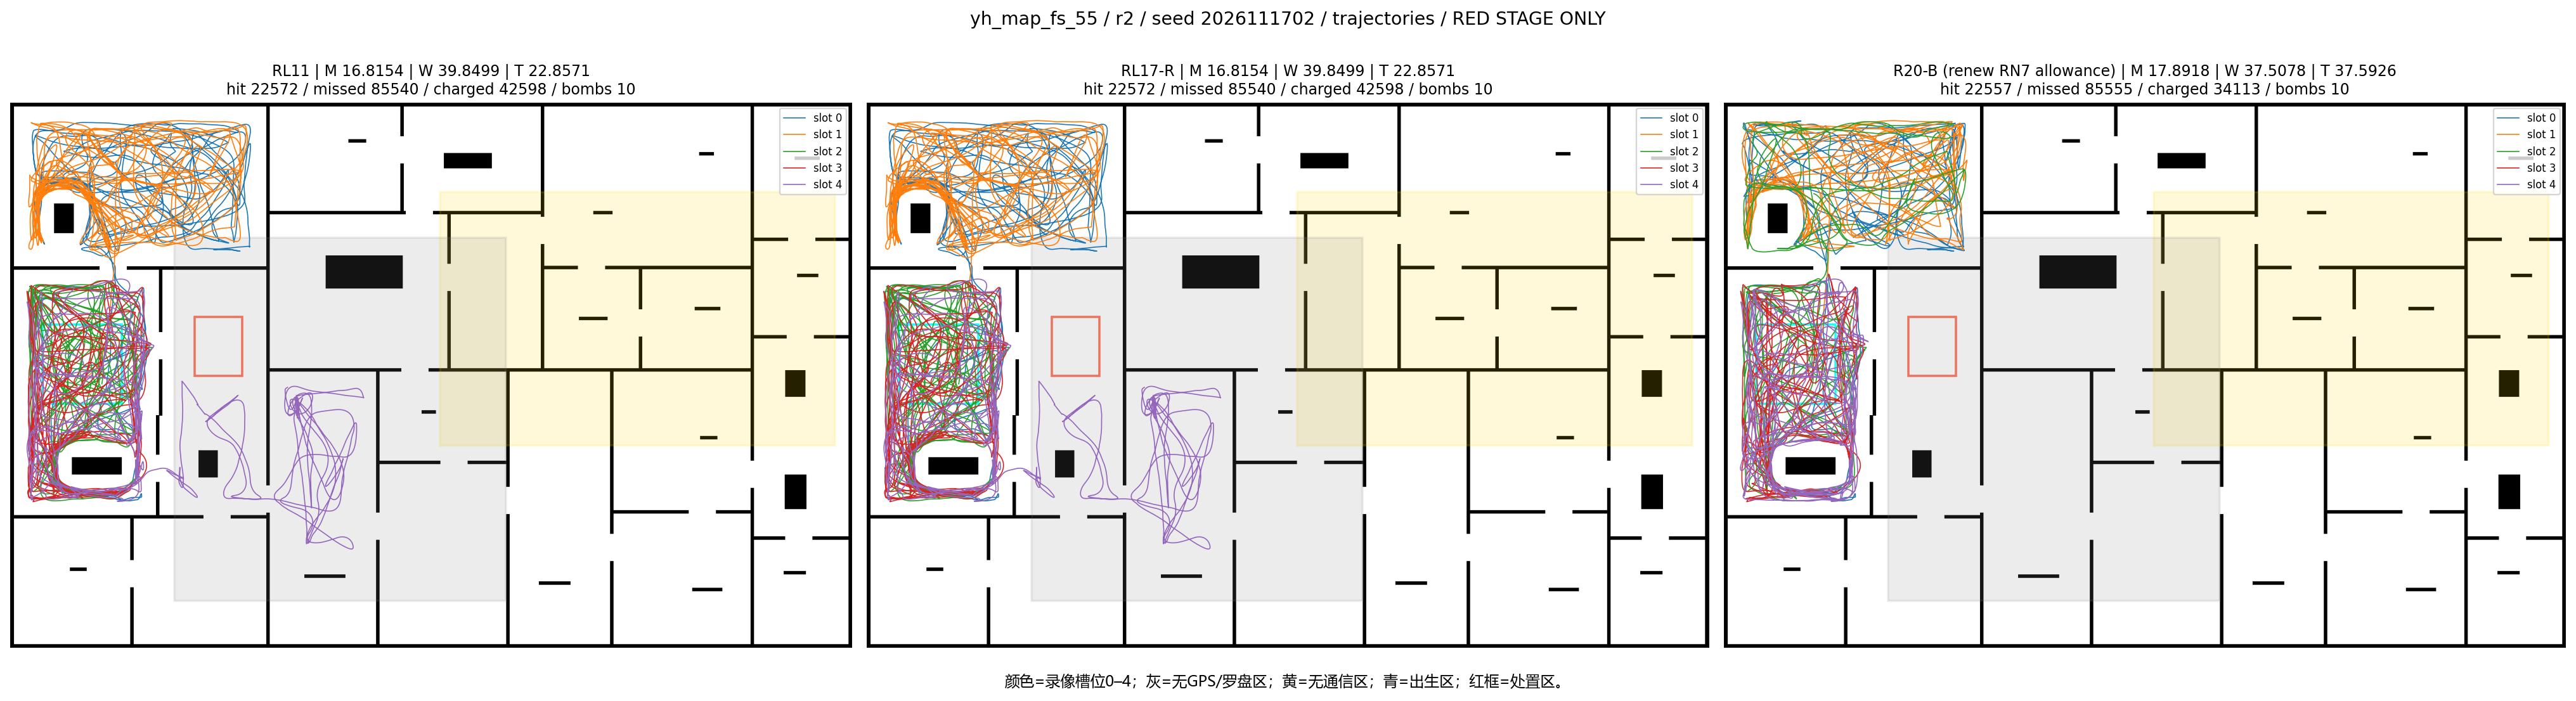 yh_map_fs_55 / r2 / seed 2026111702 / trajectories / RED STAGE ONLY
RL11 | M 16.8154 | W 39.8499 | T 22.8571
hit 22572 / missed 85540 / charged 42598 / bombs 10
slot 0
slot 1
slot 2
slot 3
slot 4
RL17-R | M 16.8154 | W 39.8499 | T 22.8571
hit 22572 / missed 85540 / charged 42598 / bombs 10
slot 0
slot 1
slot 2
slot 3
slot 4
R20-B (renew RN7 allowance) | M 17.8918 | W 37.5078 | T 37.5926
hit 22557 / missed 85555 / charged 34113 / bombs 10
slot 0
slot 1
slot 2
slot 3
slot 4
颜色=录像槽位0–4；灰=无GPS/罗盘区；黄=无通信区；青=出生区；红框=处置区。